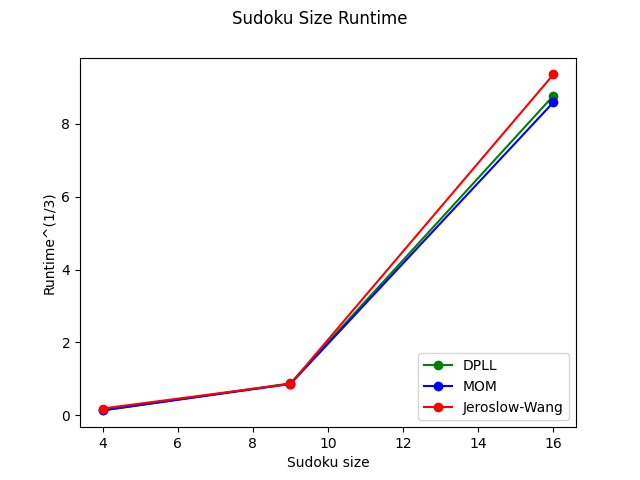 Sudoku Size Runtime
Runtime^(1/3)
8
6
4
2
0
4
6
8
10
12
14
16
Sudoku size
DPLL
MOM
Jeroslow-Wang